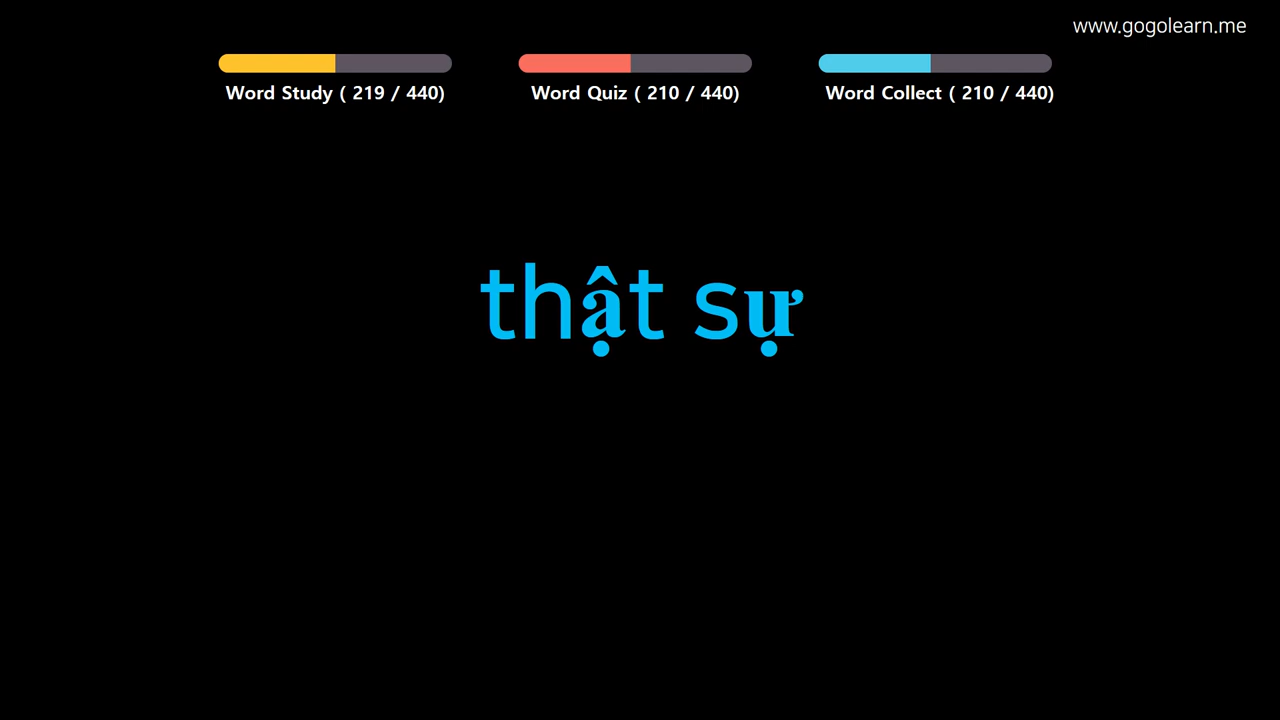 www.gogolearn.me
Word Study ( 219 / 440)
Word Quiz ( 210 / 440)
Word Collect ( 210 / 440)
thật sự